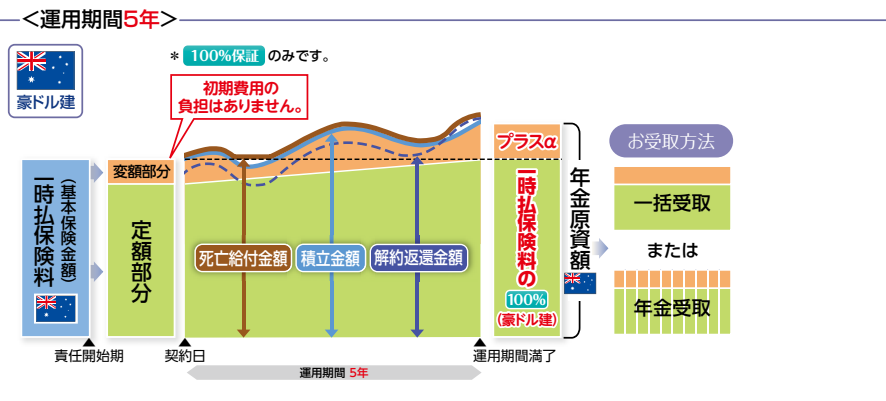 <運用期間5年>
豪ドル建
* 100%保証 のみです。
初期費用の
負担はありません。
一時払保険料
（基本保険金額）
変額部分
定額部分
死亡給付金額
積立金額
解約返還金額
プラスα
一時払保険料の
100%
（豪ドル建）
年金原資額
お受取方法
一括受取
または
年金受取
▲
責任開始期
▲
契約日
▲
運用期間満了
運用期間 5年